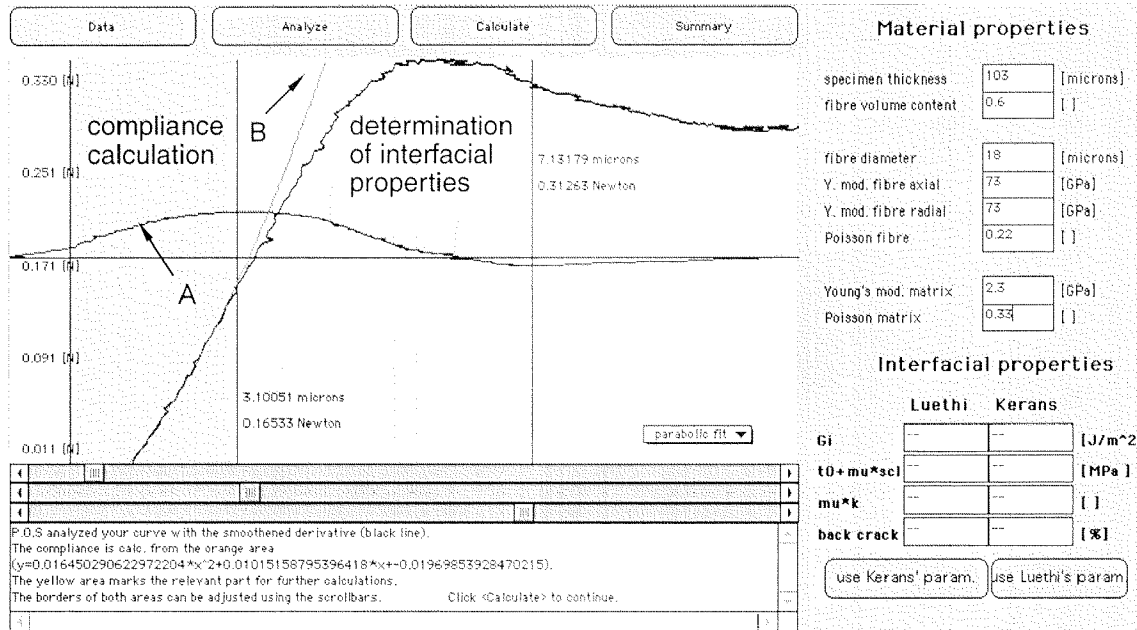 Data
Analyze
Calculate
Summary
0.330 [N]
0.251 [N]
0.171 [N]
0.091 [N]
0.011 [N]
compliance
calculation
B
determination
of interfacial
properties
7.13179 microns
0.31263 Newton
A
3.10051 microns
0.16533 Newton
parabolic fit
P.O.S analyzed your curve with the smoothened derivative (black line).
The compliance is calc. from the orange area
(y=0.016450290622972204*x^2+0.01015158795396418*x+-0.01969853928470215).
The yellow area marks the relevant part for further calculations.
The borders of both areas can be adjusted using the scrollbars. Click <Calculate> to continue.
Material properties
specimen thickness 103 [microns]
fibre volume content 0.6 [ ]
fibre diameter 18 [microns]
Y. mod. fibre axial 73 [GPa]
Y. mod. fibre radial 73 [GPa]
Poisson fibre 0.22 [ ]
Young's mod. matrix 2.3 [GPa]
Poisson matrix 0.33 [ ]
Interfacial properties
Luethi Kerans
Gi -- -- [J/m^2
t0+mu*scl -- -- [MPa ]
mu*k -- -- [ ]
back crack -- -- [%]
use Kerans' param.
use Luethi's param